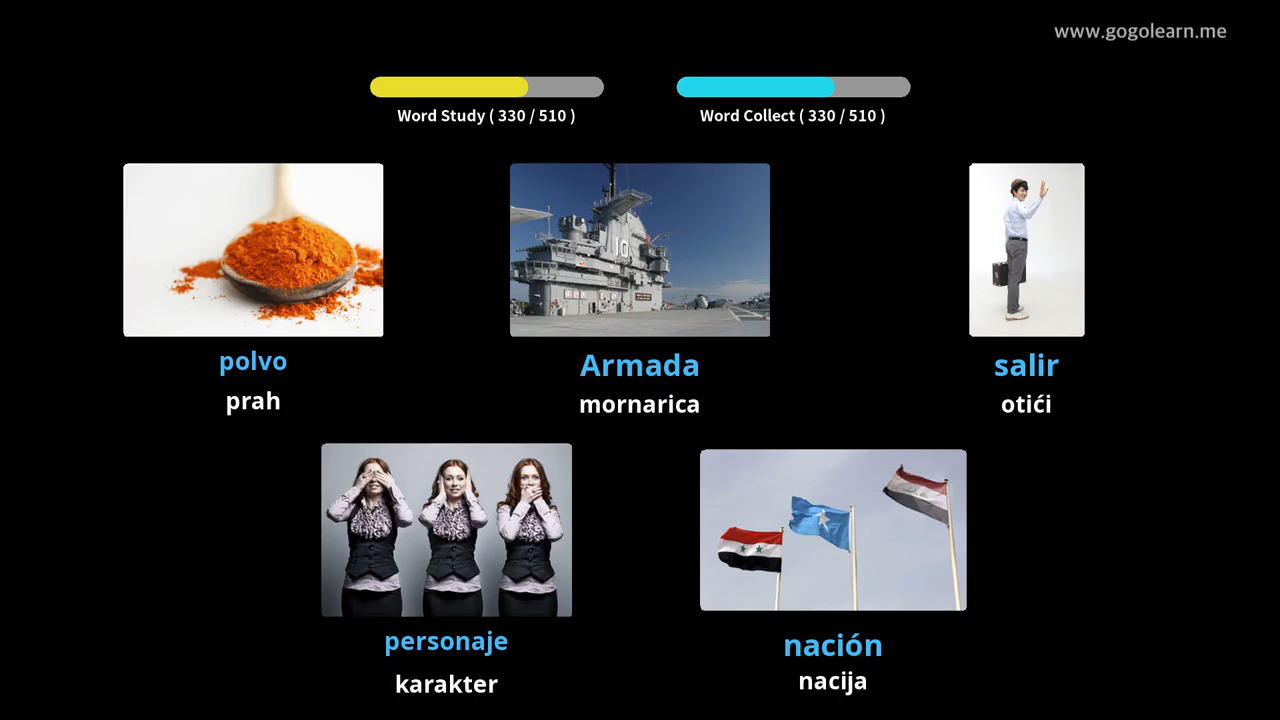 www.gogolearn.me
Word Study ( 330 / 510 )
Word Collect ( 330 / 510 )
10
polvo
prah
Armada
mornarica
salir
otići
personaje
karakter
nación
nacija